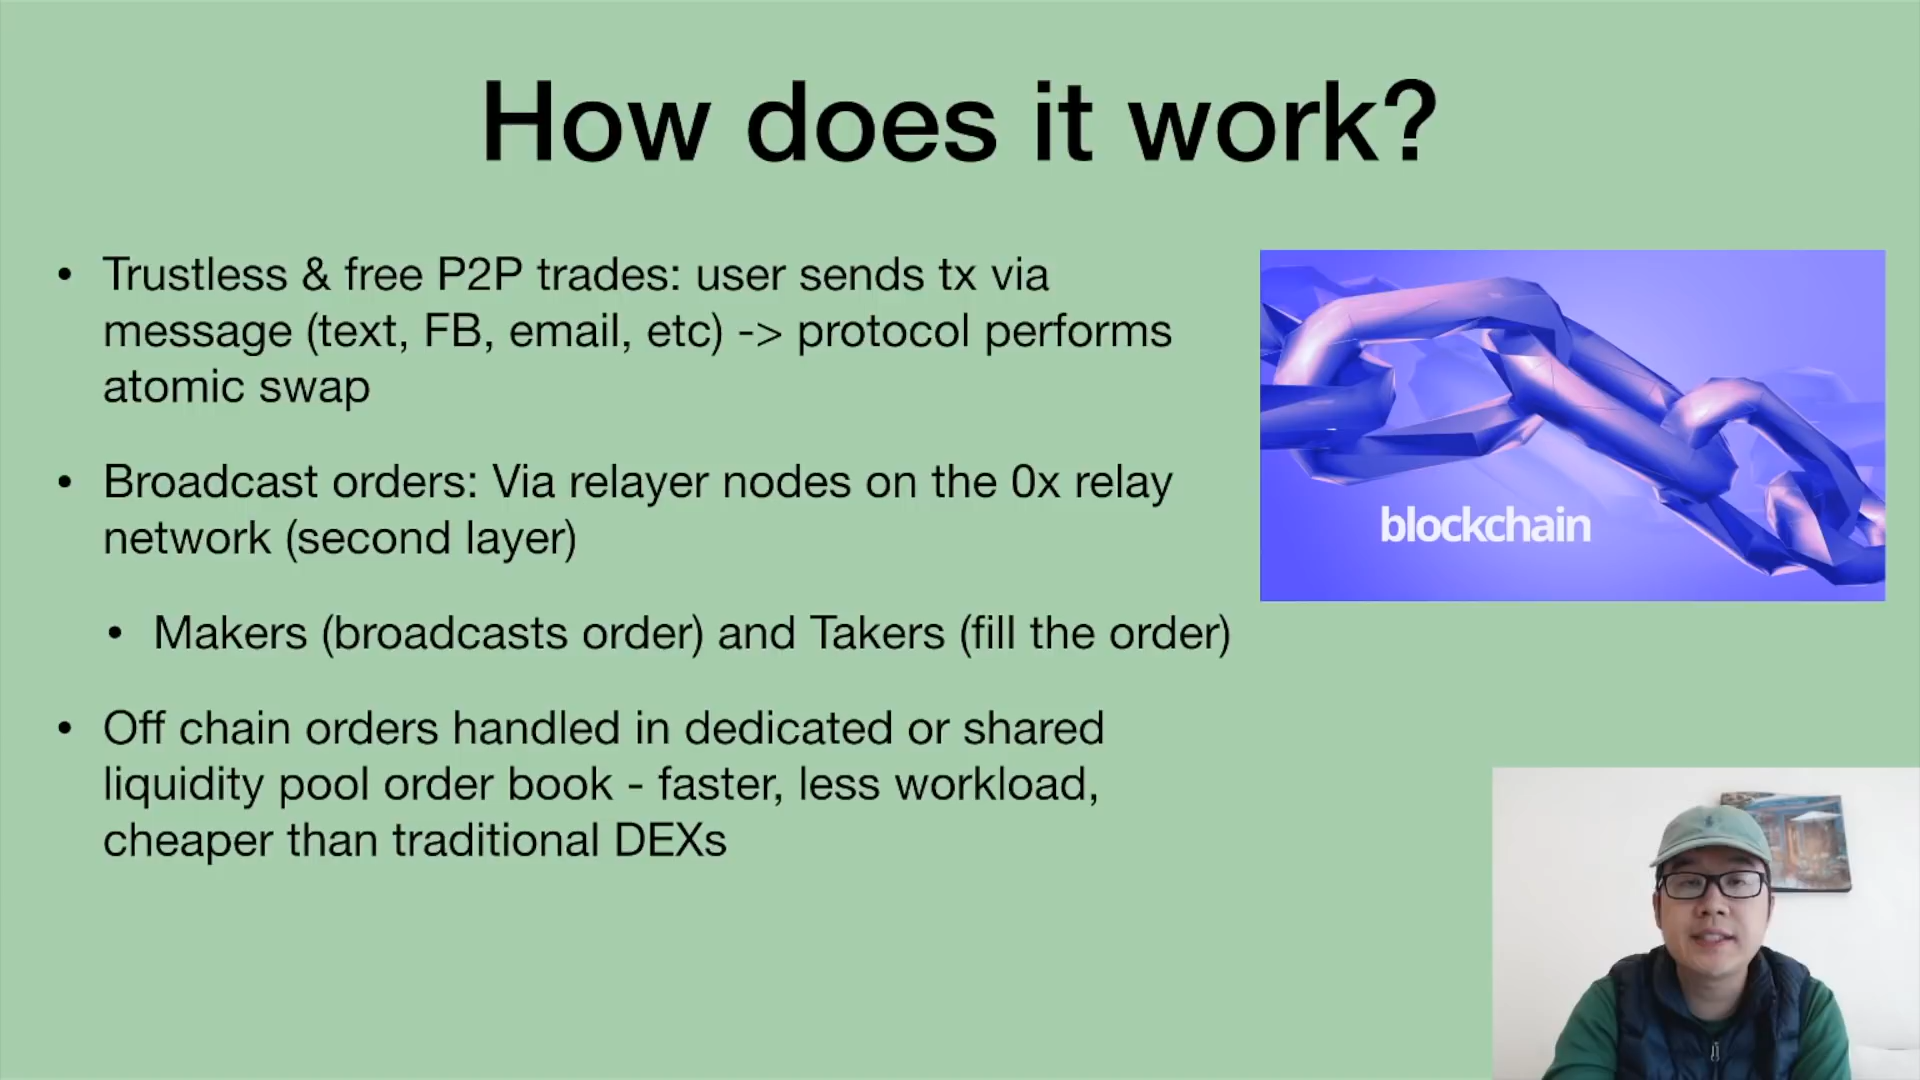 How does it work?
• Trustless & free P2P trades: user sends tx via
message (text, FB, email, etc) -> protocol performs
atomic swap
• Broadcast orders: Via relayer nodes on the 0x relay
network (second layer)
• Makers (broadcasts order) and Takers (fill the order)
• Off chain orders handled in dedicated or shared
liquidity pool order book - faster, less workload,
cheaper than traditional DEXs
blockchain